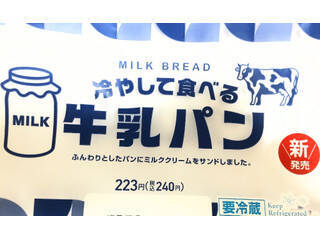 MILK BREAD
冷やして食べる
MILK
牛乳パン
ふんわりとしたパンにミルククリームをサンドしました。
新発売
223円(税込240円)
要冷蔵
Keep
Refrigerated